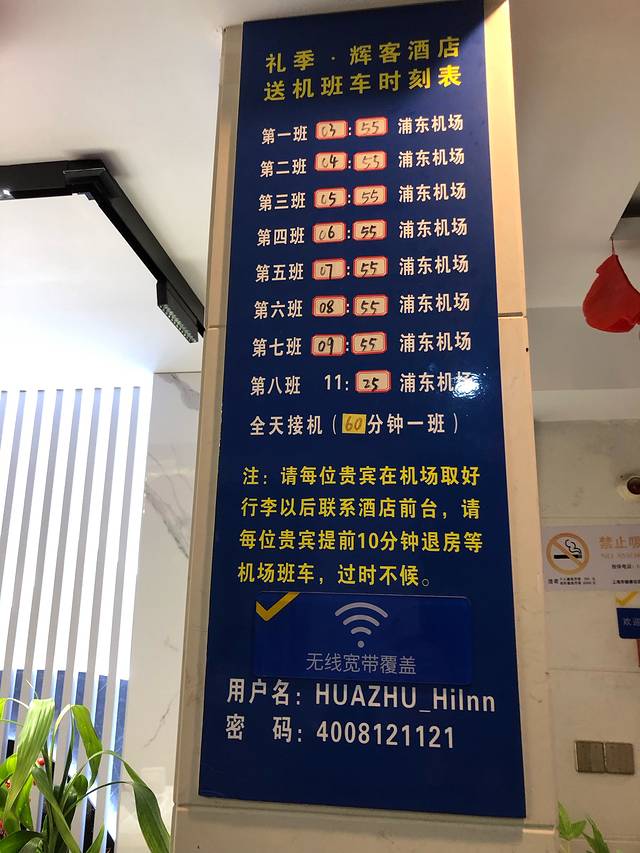 礼季·辉客酒店
送机班车时刻表
第一班 03:55 浦东机场
第二班 04:55 浦东机场
第三班 05:55 浦东机场
第四班 06:55 浦东机场
第五班 07:55 浦东机场
第六班 08:55 浦东机场
第七班 09:55 浦东机场
第八班 11:25 浦东机场
全天接机（60分钟一班）
注：请每位贵宾在机场取好
行李以后联系酒店前台，请
每位贵宾提前10分钟退房等
机场班车，过时不候。
无线宽带覆盖
用户名：HUAZHU_HiInn
密 码：4008121121
禁止吸
NO SMOK
欢迎